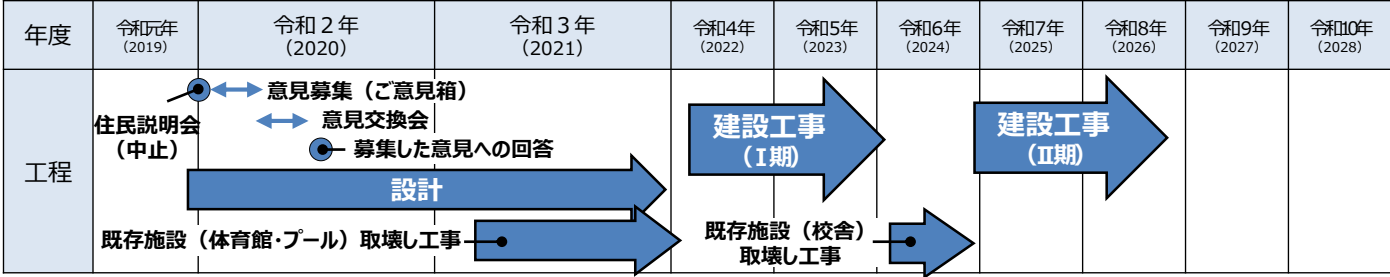 年度
令和元年
(2019)
令和２年
(2020)
令和３年
(2021)
令和4年
(2022)
令和5年
(2023)
令和6年
(2024)
令和7年
(2025)
令和8年
(2026)
令和9年
(2027)
令和10年
(2028)
工程
住民説明会
（中止）
意見募集（ご意見箱）
意見交換会
募集した意見への回答
設計
既存施設（体育館・プール）取壊し工事
建設工事
（Ⅰ期）
既存施設（校舎）
取壊し工事
建設工事
（Ⅱ期）